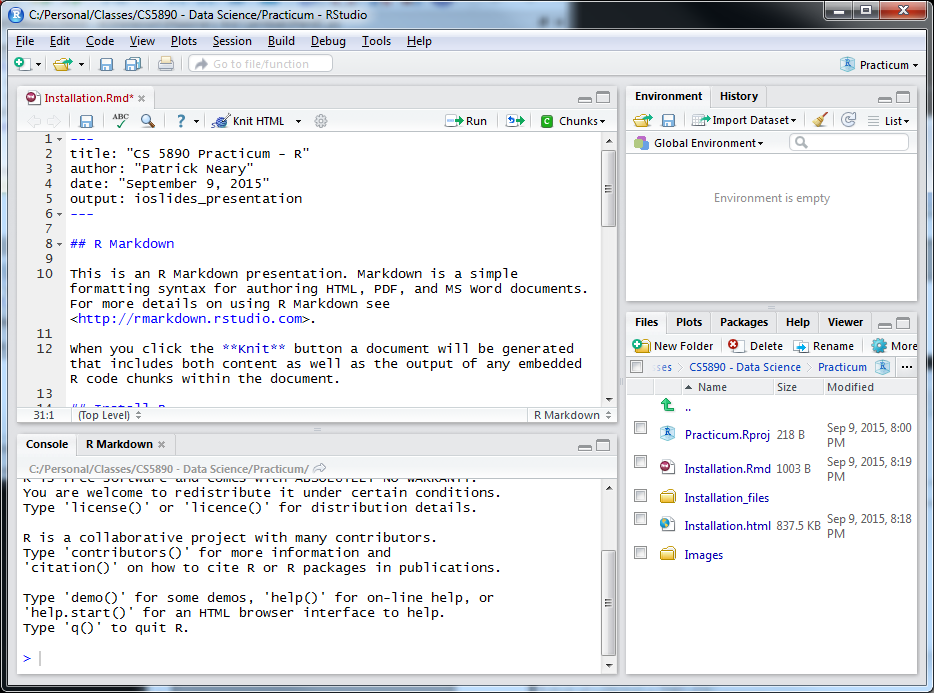 C:/Personal/Classes/CS5890 - Data Science/Practicum - RStudio
File Edit Code View Plots Session Build Debug Tools Help
Go to file/function
Practicum
Installation.Rmd*
ABC Knit HTML Run Chunks
1 ---
2 title: "CS 5890 Practicum - R"
3 author: "Patrick Neary"
4 date: "September 9, 2015"
5 output: ioslides_presentation
6 ---
7
8 ## R Markdown
9
10 This is an R Markdown presentation. Markdown is a simple
formatting syntax for authoring HTML, PDF, and MS Word documents.
For more details on using R Markdown see
<http://rmarkdown.rstudio.com>.
11
12 When you click the **Knit** button a document will be generated
that includes both content as well as the output of any embedded
R code chunks within the document.
13
14 ## Install R
31:1 (Top Level) R Markdown
Console R Markdown
C:/Personal/Classes/CS5890 - Data Science/Practicum/
R is free software and comes with ABSOLUTELY NO WARRANTY.
You are welcome to redistribute it under certain conditions.
Type 'license()' or 'licence()' for distribution details.
R is a collaborative project with many contributors.
Type 'contributors()' for more information and
'citation()' on how to cite R or R packages in publications.
Type 'demo()' for some demos, 'help()' for on-line help, or
'help.start()' for an HTML browser interface to help.
Type 'q()' to quit R.
>
Environment History
Import Dataset List
Global Environment
Environment is empty
Files Plots Packages Help Viewer
New Folder Delete Rename More
ses CS5890 - Data Science Practicum ...
Name Size Modified
..
Practicum.Rproj 218 B Sep 9, 2015, 8:00 PM
Installation.Rmd 1003 B Sep 9, 2015, 8:19 PM
Installation_files
Installation.html 837.5 KB Sep 9, 2015, 8:18 PM
Images